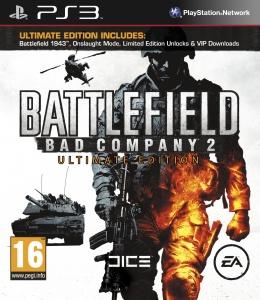 PS3
PlayStation®Network
ULTIMATE EDITION INCLUDES:
Battlefield 1943™, Onslaught Mode, Limited Edition Unlocks & VIP Downloads
BATTLEFIELD
BAD COMPANY 2
ULTIMATE EDITION
16
www.pegi.info
DICE
EA